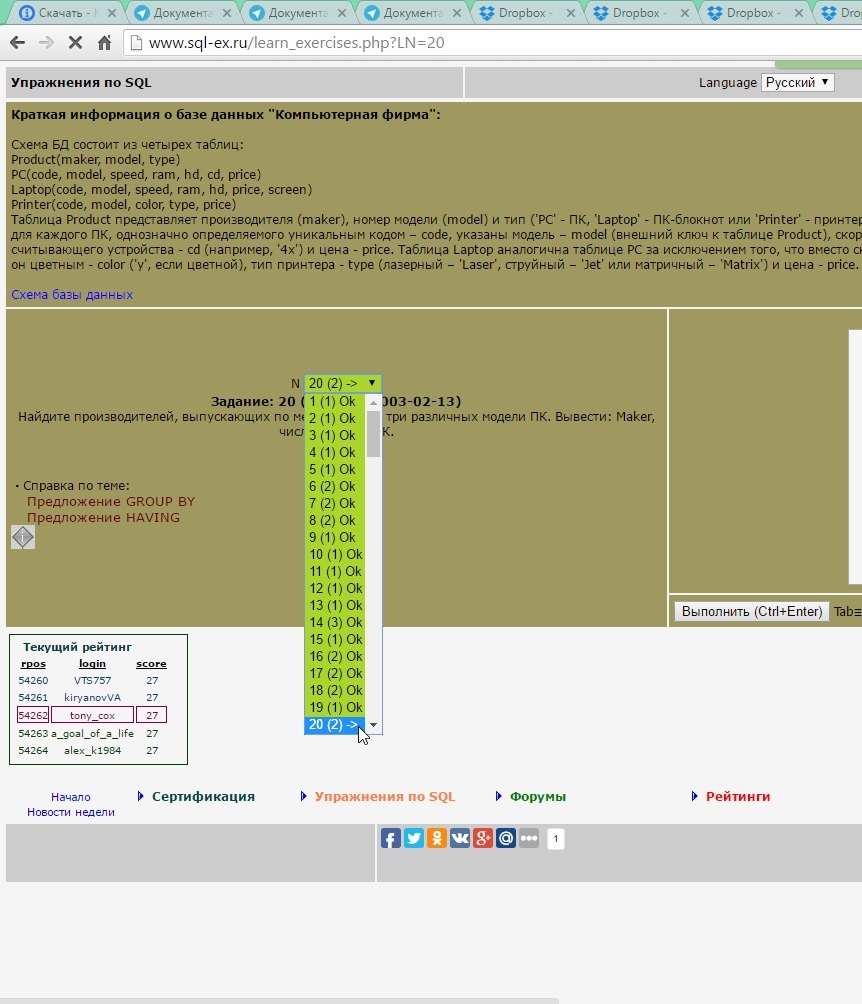 Скачать -
Документа
Документа
Документа
Dropbox -
Dropbox -
Dropbox -
Drop
www.sql-ex.ru/learn_exercises.php?LN=20
Упражнения по SQL
Language Русский
Краткая информация о базе данных "Компьютерная фирма":
Схема БД состоит из четырех таблиц:
Product(maker, model, type)
PC(code, model, speed, ram, hd, cd, price)
Laptop(code, model, speed, ram, hd, price, screen)
Printer(code, model, color, type, price)
Таблица Product представляет производителя (maker), номер модели (model) и тип ('PC' - ПК, 'Laptop' - ПК-блокнот или 'Printer' - принтер
для каждого ПК, однозначно определяемого уникальным кодом – code, указаны модель – model (внешний ключ к таблице Product), скор
считывающего устройства - cd (например, '4x') и цена - price. Таблица Laptop аналогична таблице РС за исключением того, что вместо ск
он цветным - color ('y', если цветной), тип принтера - type (лазерный – 'Laser', струйный – 'Jet' или матричный – 'Matrix') и цена - price.
Схема базы данных
N 20 (2) ->
Задание: 20 ( 003-02-13)
Найдите производителей, выпускающих по ме три различных модели ПК. Вывести: Maker,
числ К.
1 (1) Ok
2 (1) Ok
3 (1) Ok
4 (1) Ok
5 (1) Ok
6 (2) Ok
7 (2) Ok
8 (2) Ok
9 (1) Ok
10 (1) Ok
11 (1) Ok
12 (1) Ok
13 (1) Ok
14 (3) Ok
15 (1) Ok
16 (2) Ok
17 (2) Ok
18 (2) Ok
19 (1) Ok
20 (2) ->
· Справка по теме:
Предложение GROUP BY
Предложение HAVING
Выполнить (Ctrl+Enter) Tab≡
Текущий рейтинг
rpos login score
54260 VTS757 27
54261 kiryanovVA 27
54262 tony_cox 27
54263 a_goal_of_a_life 27
54264 alex_k1984 27
Начало
Новости недели
Сертификация
Упражнения по SQL
Форумы
Рейтинги
1